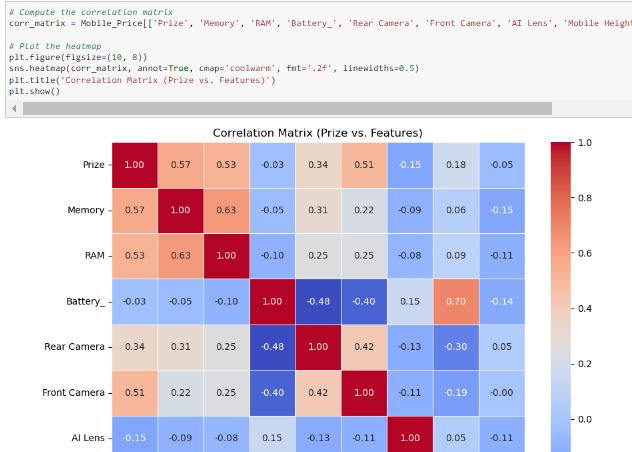 # Compute the correlation matrix
corr_matrix = Mobile_Price[['Prize', 'Memory', 'RAM', 'Battery_', 'Rear Camera', 'Front Camera', 'AI Lens', 'Mobile Height
# Plot the heatmap
plt.figure(figsize=(10, 8))
sns.heatmap(corr_matrix, annot=True, cmap='coolwarm', fmt='.2f', linewidths=0.5)
plt.title('Correlation Matrix (Prize vs. Features)')
plt.show()
Correlation Matrix (Prize vs. Features)
Prize 1.00 0.57 0.53 -0.03 0.34 0.51 -0.15 0.18 -0.05
Memory 0.57 1.00 0.63 -0.05 0.31 0.22 -0.09 0.06 -0.15
RAM 0.53 0.63 1.00 -0.10 0.25 0.25 -0.08 0.09 -0.11
Battery_ -0.03 -0.05 -0.10 1.00 -0.48 -0.40 0.15 0.70 -0.14
Rear Camera 0.34 0.31 0.25 -0.48 1.00 0.42 -0.13 -0.30 0.05
Front Camera 0.51 0.22 0.25 -0.40 0.42 1.00 -0.11 -0.19 -0.00
AI Lens -0.15 -0.09 -0.08 0.15 -0.13 -0.11 1.00 0.05 -0.11
1.0
0.8
0.6
0.4
0.2
0.0